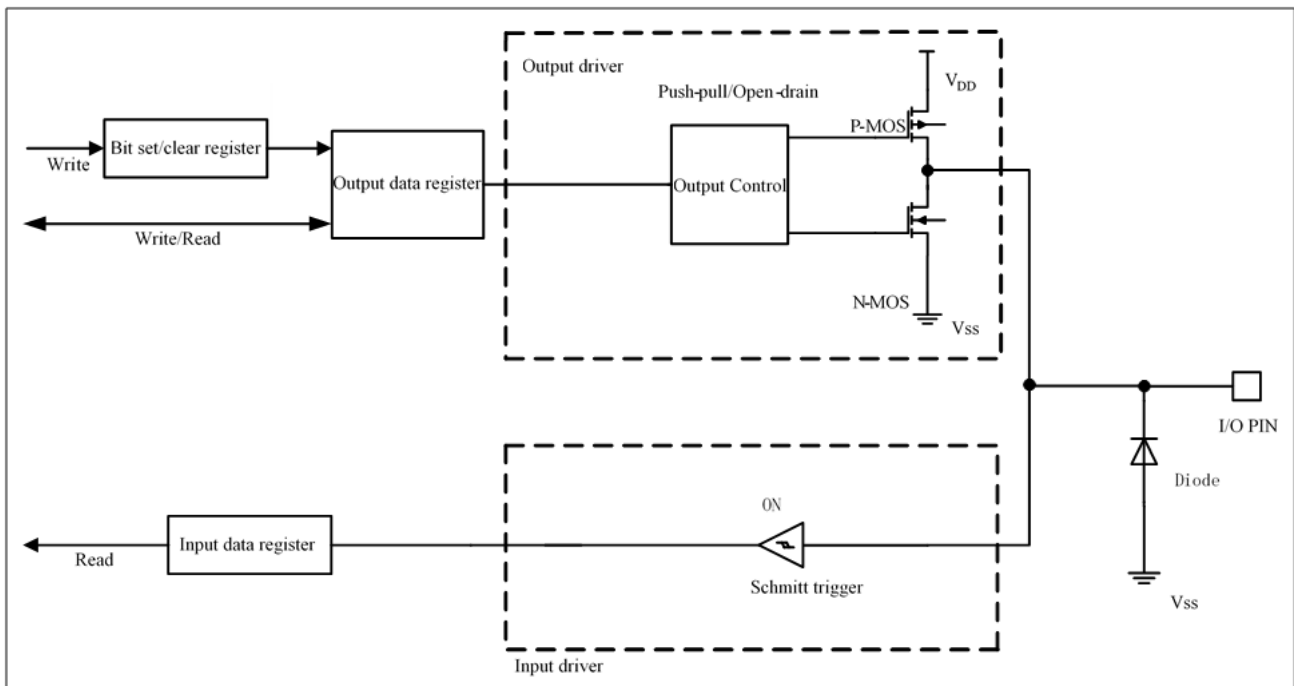 Output driver
Push-pull/Open-drain
VDD
P-MOS
Write
Bit set/clear register
Output data register
Output Control
Write/Read
N-MOS
Vss
I/O PIN
Diode
ON
Read
Input data register
Schmitt trigger
Vss
Input driver